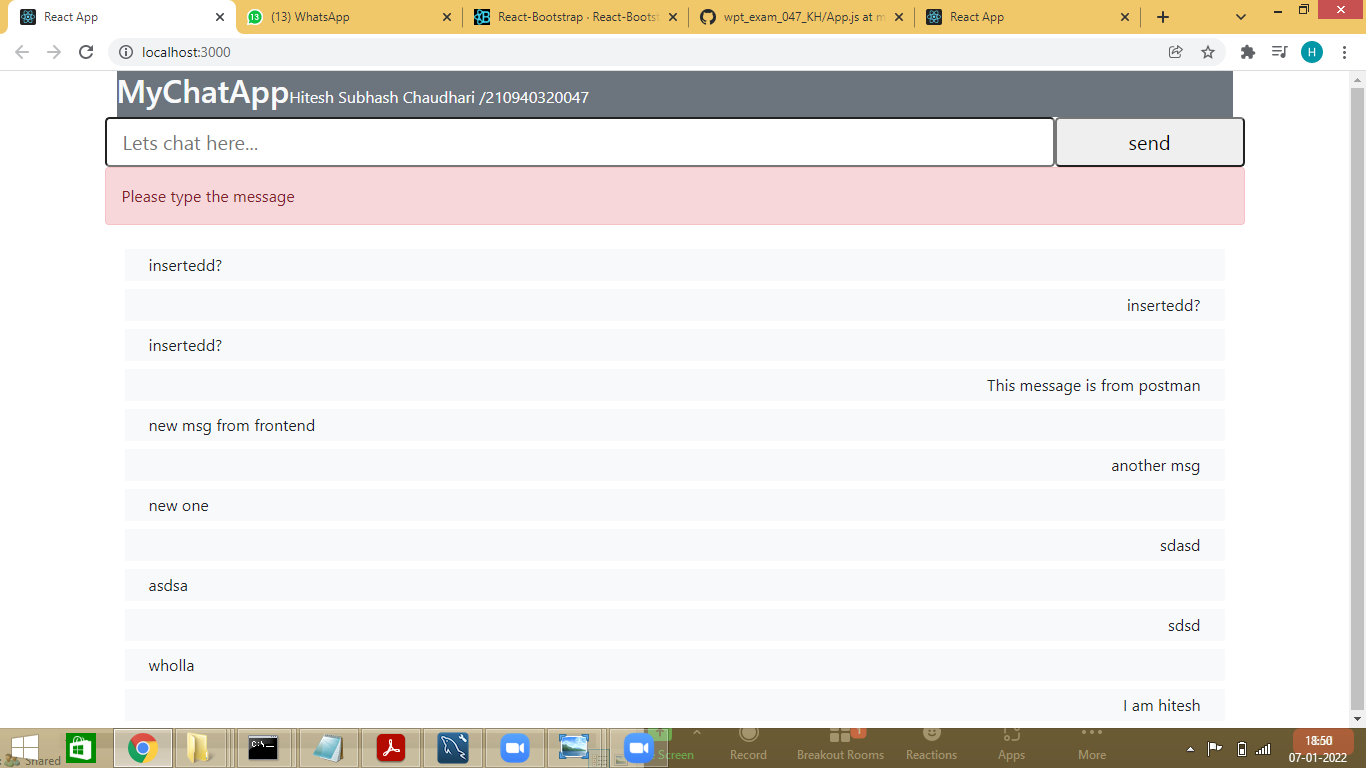 React App
(13) WhatsApp
React-Bootstrap · React-Boots
wpt_exam_047_KH/App.js at m
React App
localhost:3000
H
MyChatAppHitesh Subhash Chaudhari /210940320047
Lets chat here...
send
Please type the message
insertedd?
insertedd?
insertedd?
This message is from postman
new msg from frontend
another msg
new one
sdasd
asdsa
sdsd
wholla
I am hitesh
Shared
Screen
Record
Breakout Rooms
1
Reactions
Apps
More
18:50
07-01-2022